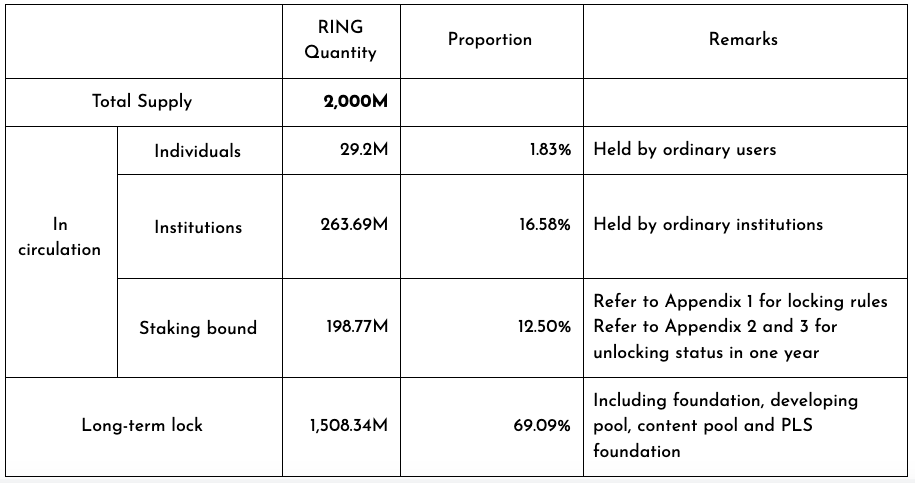 RING
Quantity
Proportion
Remarks
Total Supply
2,000M
In
circulation
Individuals
29.2M
1.83%
Held by ordinary users
Institutions
263.69M
16.58%
Held by ordinary institutions
Staking bound
198.77M
12.50%
Refer to Appendix 1 for locking rules
Refer to Appendix 2 and 3 for
unlocking status in one year
Long-term lock
1,508.34M
69.09%
Including foundation, developing
pool, content pool and PLS
foundation